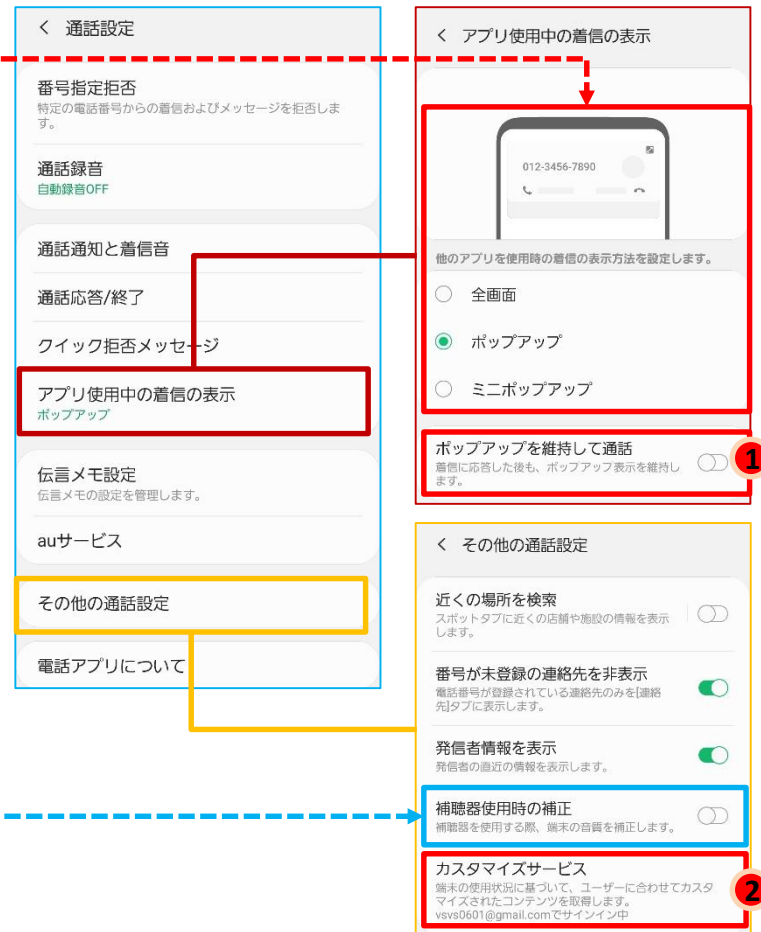 < 通話設定
番号指定拒否
特定の電話番号からの着信およびメッセージを拒否しま
す。
通話録音
自動録音OFF
通話通知と着信音
通話応答/終了
クイック拒否メッセージ
アプリ使用中の着信の表示
ポップアップ
伝言メモ設定
伝言メモの設定を管理します。
auサービス
その他の通話設定
電話アプリについて
< アプリ使用中の着信の表示
012-3456-7890
他のアプリを使用時の着信の表示方法を設定します。
全画面
ポップアップ
ミニポップアップ
ポップアップを維持して通話
着信に応答した後も、ポップアップ表示を維持し
ます。
1
< その他の通話設定
近くの場所を検索
スポットタブに近くの店舗や施設の情報を表示
します。
番号が未登録の連絡先を非表示
電話番号が登録されている連絡先のみを[連絡
先]タブに表示します。
発信者情報を表示
発信者の直近の情報を表示します。
補聴器使用時の補正
補聴器を使用する際、端末の音質を補正します。
カスタマイズサービス
端末の使用状況に基づいて、ユーザーに合わせてカスタ
マイズされたコンテンツを取得します。
vsvs0601@gmail.comでサインイン中
2